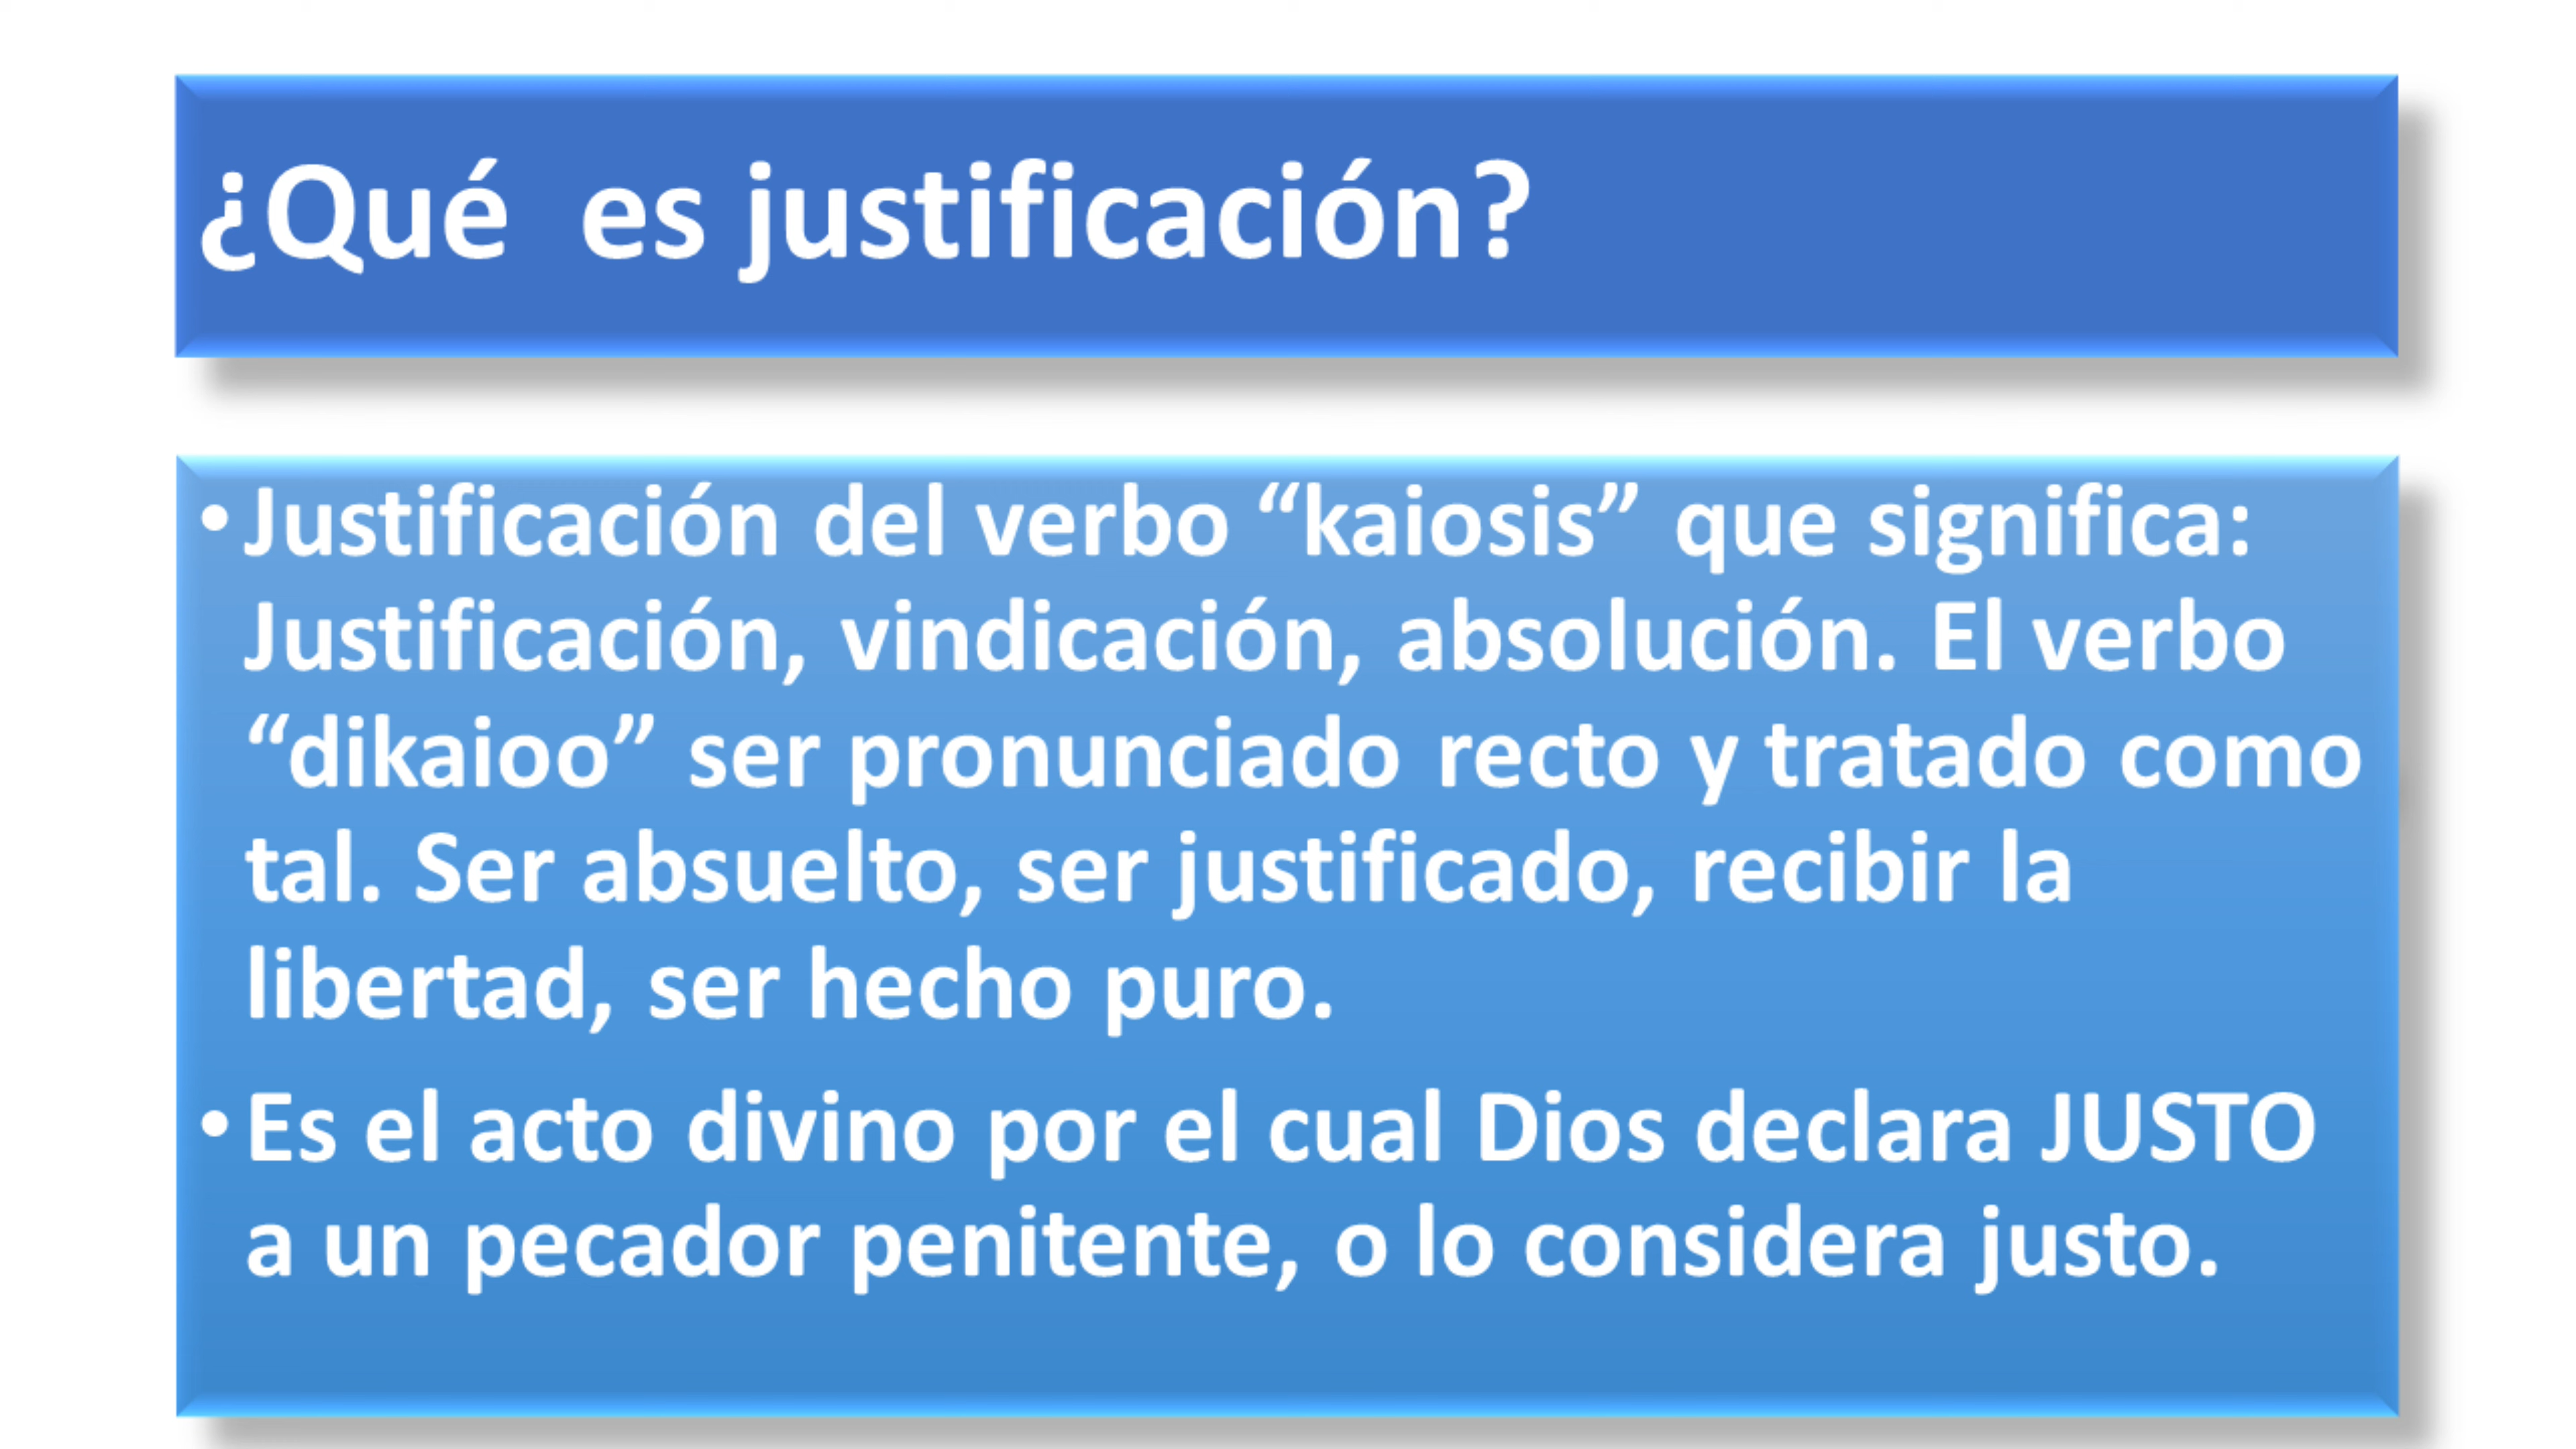 ¿Qué es justificación?
•Justificación del verbo “kaiosis” que significa:
Justificación, vindicación, absolución. El verbo
“dikaioo” ser pronunciado recto y tratado como
tal. Ser absuelto, ser justificado, recibir la
libertad, ser hecho puro.
•Es el acto divino por el cual Dios declara JUSTO
a un pecador penitente, o lo considera justo.